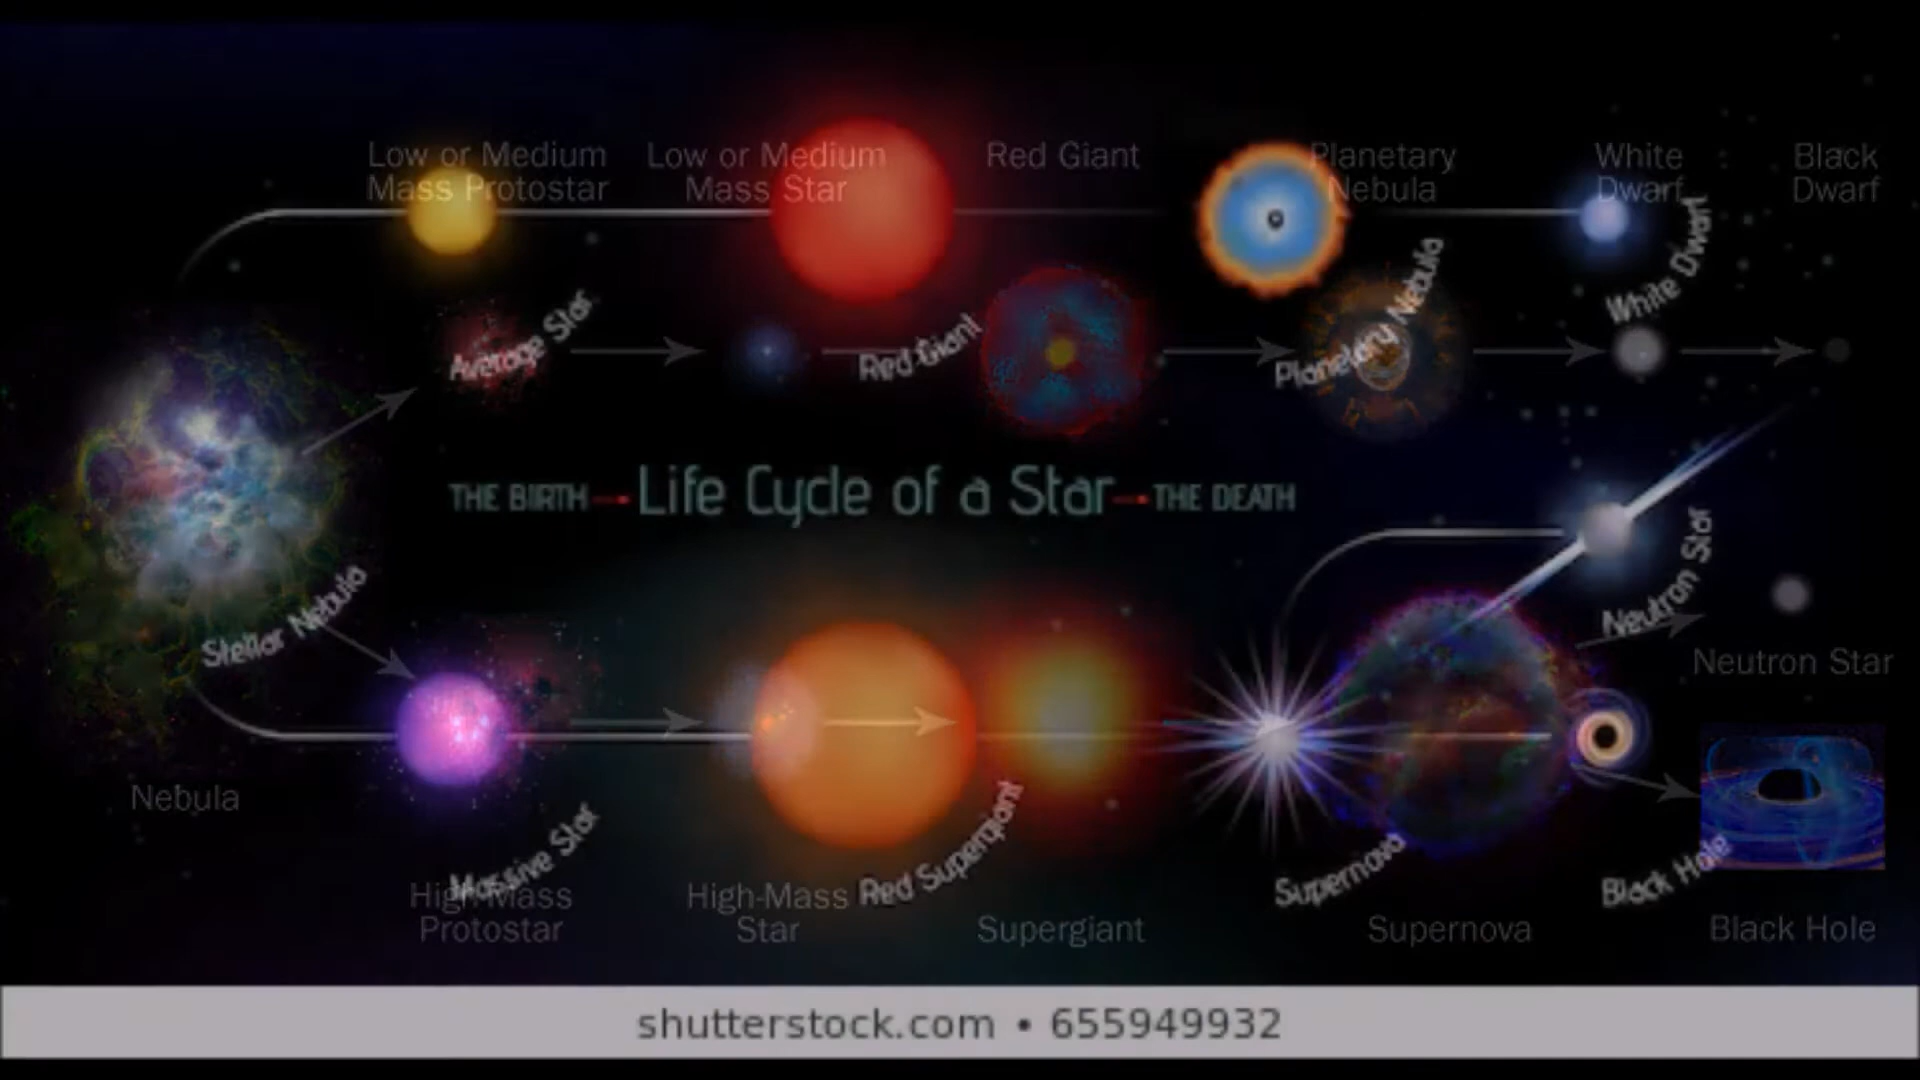 Low or Medium
Mass Protostar
Low or Medium
Mass Star
Red Giant
Planetary
Nebula
White
Dwarf
Black
Dwarf
Average Star
Red Giant
Planetary Nebula
White Dwarf
THE BIRTH Life Cycle of a Star THE DEATH
Stellar Nebula
Neutron Star
Neutron Star
Nebula
Massive Star
Red Supergiant
Supernova
Black Hole
High-Mass
Protostar
High-Mass
Star
Supergiant
Supernova
Black Hole
shutterstock.com • 655949932